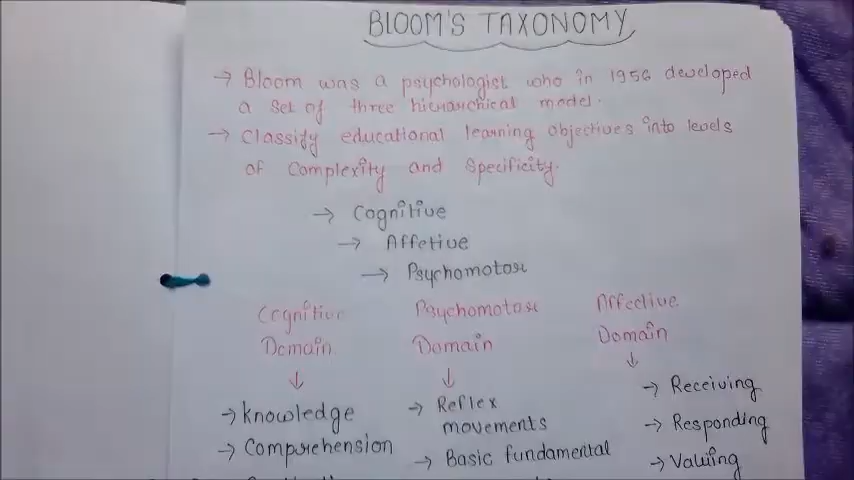 BLOOM'S TAXONOMY
→ Bloom was a psychologist who in 1956 developed
a set of three hierarchical model.
→ Classify educational learning objectives into levels
of Complexity and Specificity.
→ Cognitive
→ Affetive
→ Psychomotor
Cognitive
Domain
↓
→ knowledge
→ Comprehension
Psychomotor
Domain
↓
→ Reflex
movements
→ Basic fundamental
Affective
Domain
↓
→ Receiving
→ Responding
→ Valuing